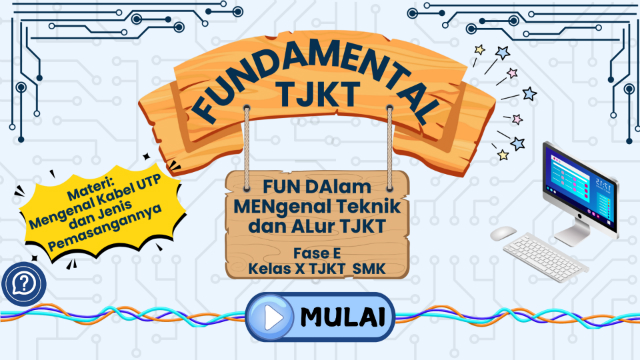 FUNDAMENTAL
TJKT
Materi:
Mengenal Kabel UTP
dan Jenis
Pemasangannya
FUN DAlam
MENgenal Teknik
dan ALur TJKT
Fase E
Kelas X TJKT SMK
?
MULAI